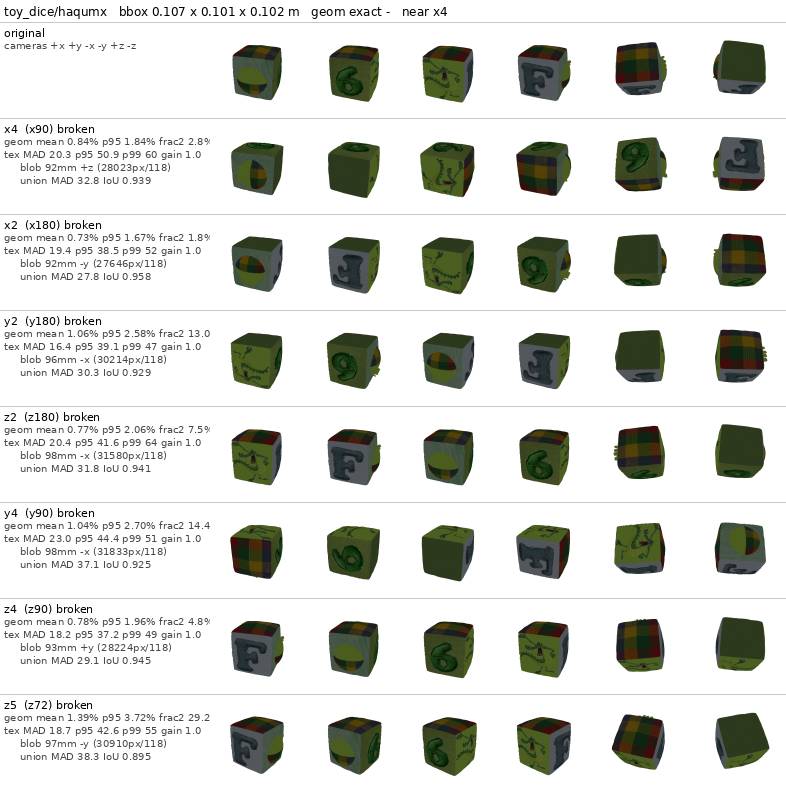 toy_dice/haqumx bbox 0.107 x 0.101 x 0.102 m geom exact - near x4
original
cameras +x +y -x -y +z -z
6
F
x4 (x90) broken
geom mean 0.84% p95 1.84% frac2 2.8%
tex MAD 20.3 p95 50.9 p99 60 gain 1.0
blob 92mm +z (28023px/118)
union MAD 32.8 IoU 0.939
x2 (x180) broken
geom mean 0.73% p95 1.67% frac2 1.8%
tex MAD 19.4 p95 38.5 p99 52 gain 1.0
blob 92mm -y (27646px/118)
union MAD 27.8 IoU 0.958
y2 (y180) broken
geom mean 1.06% p95 2.58% frac2 13.0
tex MAD 16.4 p95 39.1 p99 47 gain 1.0
blob 96mm -x (30214px/118)
union MAD 30.3 IoU 0.929
z2 (z180) broken
geom mean 0.77% p95 2.06% frac2 7.5%
tex MAD 20.4 p95 41.6 p99 64 gain 1.0
blob 98mm -x (31580px/118)
union MAD 31.8 IoU 0.941
F
6
y4 (y90) broken
geom mean 1.04% p95 2.70% frac2 14.4
tex MAD 23.0 p95 44.4 p99 51 gain 1.0
blob 98mm -x (31833px/118)
union MAD 37.1 IoU 0.925
z4 (z90) broken
geom mean 0.78% p95 1.96% frac2 4.8%
tex MAD 18.2 p95 37.2 p99 49 gain 1.0
blob 93mm +y (28224px/118)
union MAD 29.1 IoU 0.945
F
6
z5 (z72) broken
geom mean 1.39% p95 3.72% frac2 29.2
tex MAD 18.7 p95 42.6 p99 55 gain 1.0
blob 97mm -y (30910px/118)
union MAD 38.3 IoU 0.895
F
6